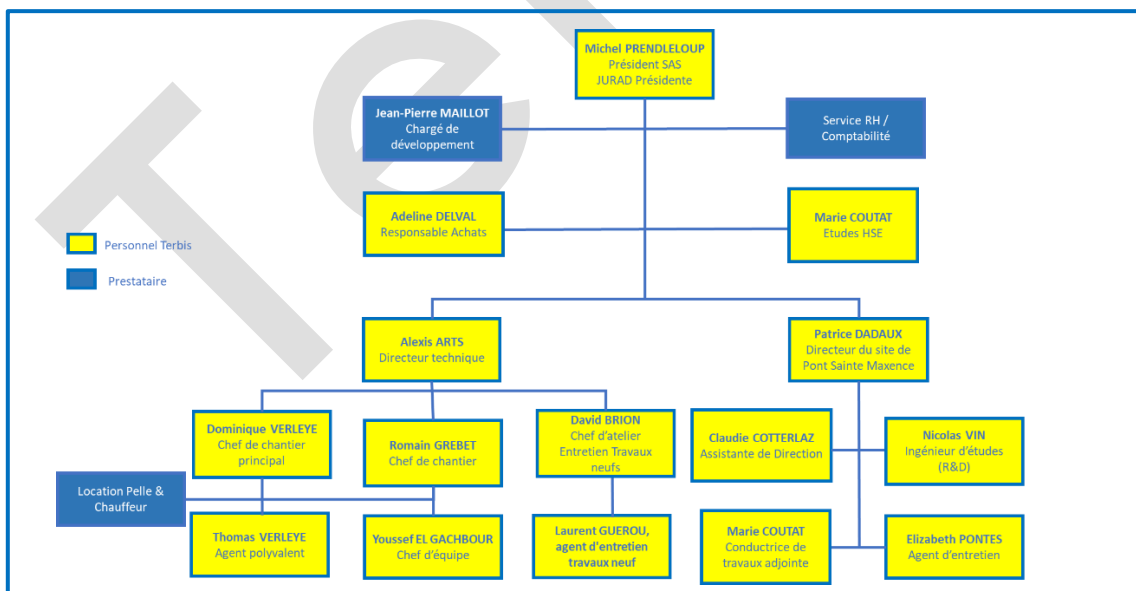 Michel PRENDLELOUP
Président SAS
JURAD Présidente
Jean-Pierre MAILLOT
Chargé de
développement
Service RH /
Comptabilité
Adeline DELVAL
Responsable Achats
Marie COUTAT
Etudes HSE
Personnel Terbis
Prestataire
Alexis ARTS
Directeur technique
Patrice DADAUX
Directeur du site de
Pont Sainte Maxence
Dominique VERLEYE
Chef de chantier
principal
Romain GREBET
Chef de chantier
David BRION
Chef d'atelier
Entretien Travaux
neufs
Claudie COTTERLAZ
Assistante de Direction
Nicolas VIN
Ingénieur d'études
(R&D)
Location Pelle &
Chauffeur
Thomas VERLEYE
Agent polyvalent
Youssef EL GACHBOUR
Chef d'équipe
Laurent GUEROU,
agent d'entretien
travaux neuf
Marie COUTAT
Conductrice de
travaux adjointe
Elizabeth PONTES
Agent d'entretien